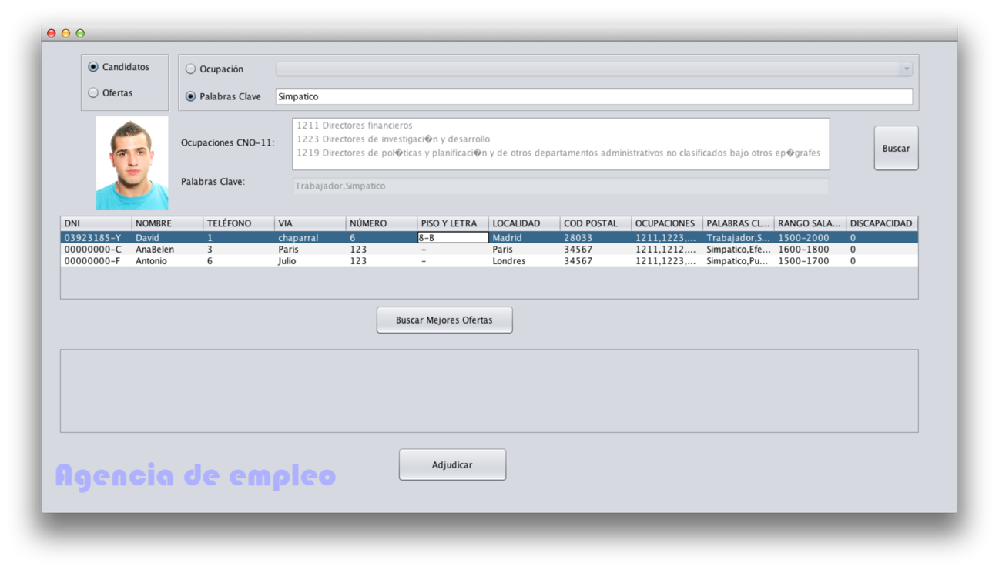 Candidatos
Ofertas
Ocupación
Palabras Clave Simpatico
Ocupaciones CNO-11:
1211 Directores financieros
1223 Directores de investigaci�n y desarrollo
1219 Directores de pol�ticas y planificaci�n y de otros departamentos administrativos no clasificados bajo otros ep�grafes
Buscar
Palabras Clave: Trabajador,Simpatico
DNI NOMBRE TELÉFONO VIA NÚMERO PISO Y LETRA LOCALIDAD COD POSTAL OCUPACIONES PALABRAS CL... RANGO SALA... DISCAPACIDAD
03923185-Y David 1 chaparral 6 8-B Madrid 28033 1211,1223,... Trabajador,S... 1500-2000 0
00000000-C AnaBelen 3 Paris 123 - Paris 34567 1211,1212,... Simpatico,Efe... 1600-1800 0
00000000-F Antonio 6 Julio 123 - Londres 34567 1211,1223,... Simpatico,Pu... 1500-1700 0
Buscar Mejores Ofertas
Adjudicar
Agencia de empleo